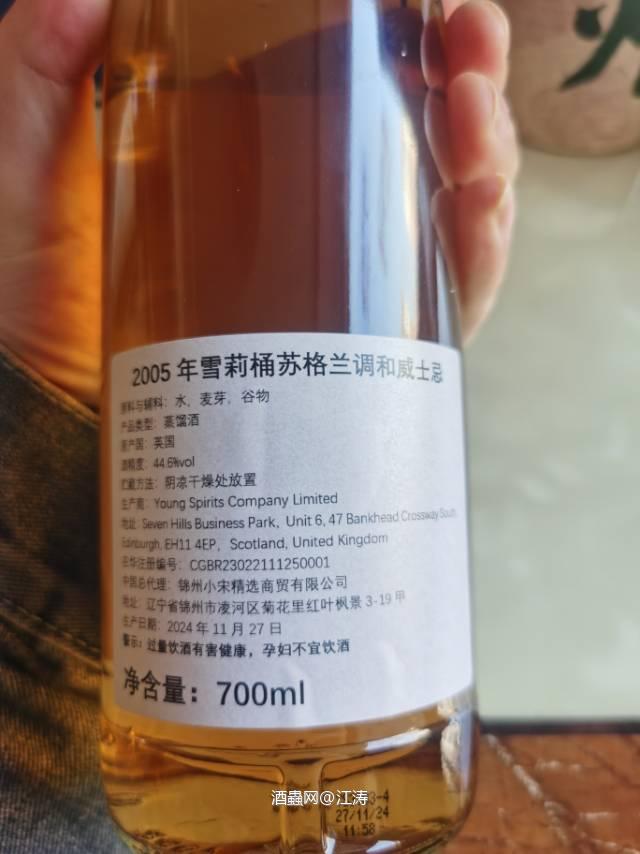 2005 年雪莉桶苏格兰调和威士忌
原料与辅料：水，麦芽，谷物
产品类型：蒸馏酒
原产国：英国
酒精度：44.6%vol
贮藏方法：阴凉干燥处放置
生产商：Young Spirits Company Limited
地址: Seven Hills Business Park, Unit 6, 47 Bankhead Crossway South,
Edinburgh, EH11 4EP, Scotland, United Kingdom
在华注册编号：CGBR23022111250001
中国总代理：锦州小宋精选商贸有限公司
地址：辽宁省锦州市凌河区菊花里红叶枫景 3-19 甲
生产日期：2024 年 11 月 27 日
警示：过量饮酒有害健康，孕妇不宜饮酒
净含量：700ml
酒蟲网@江涛
27/11/24
11:58